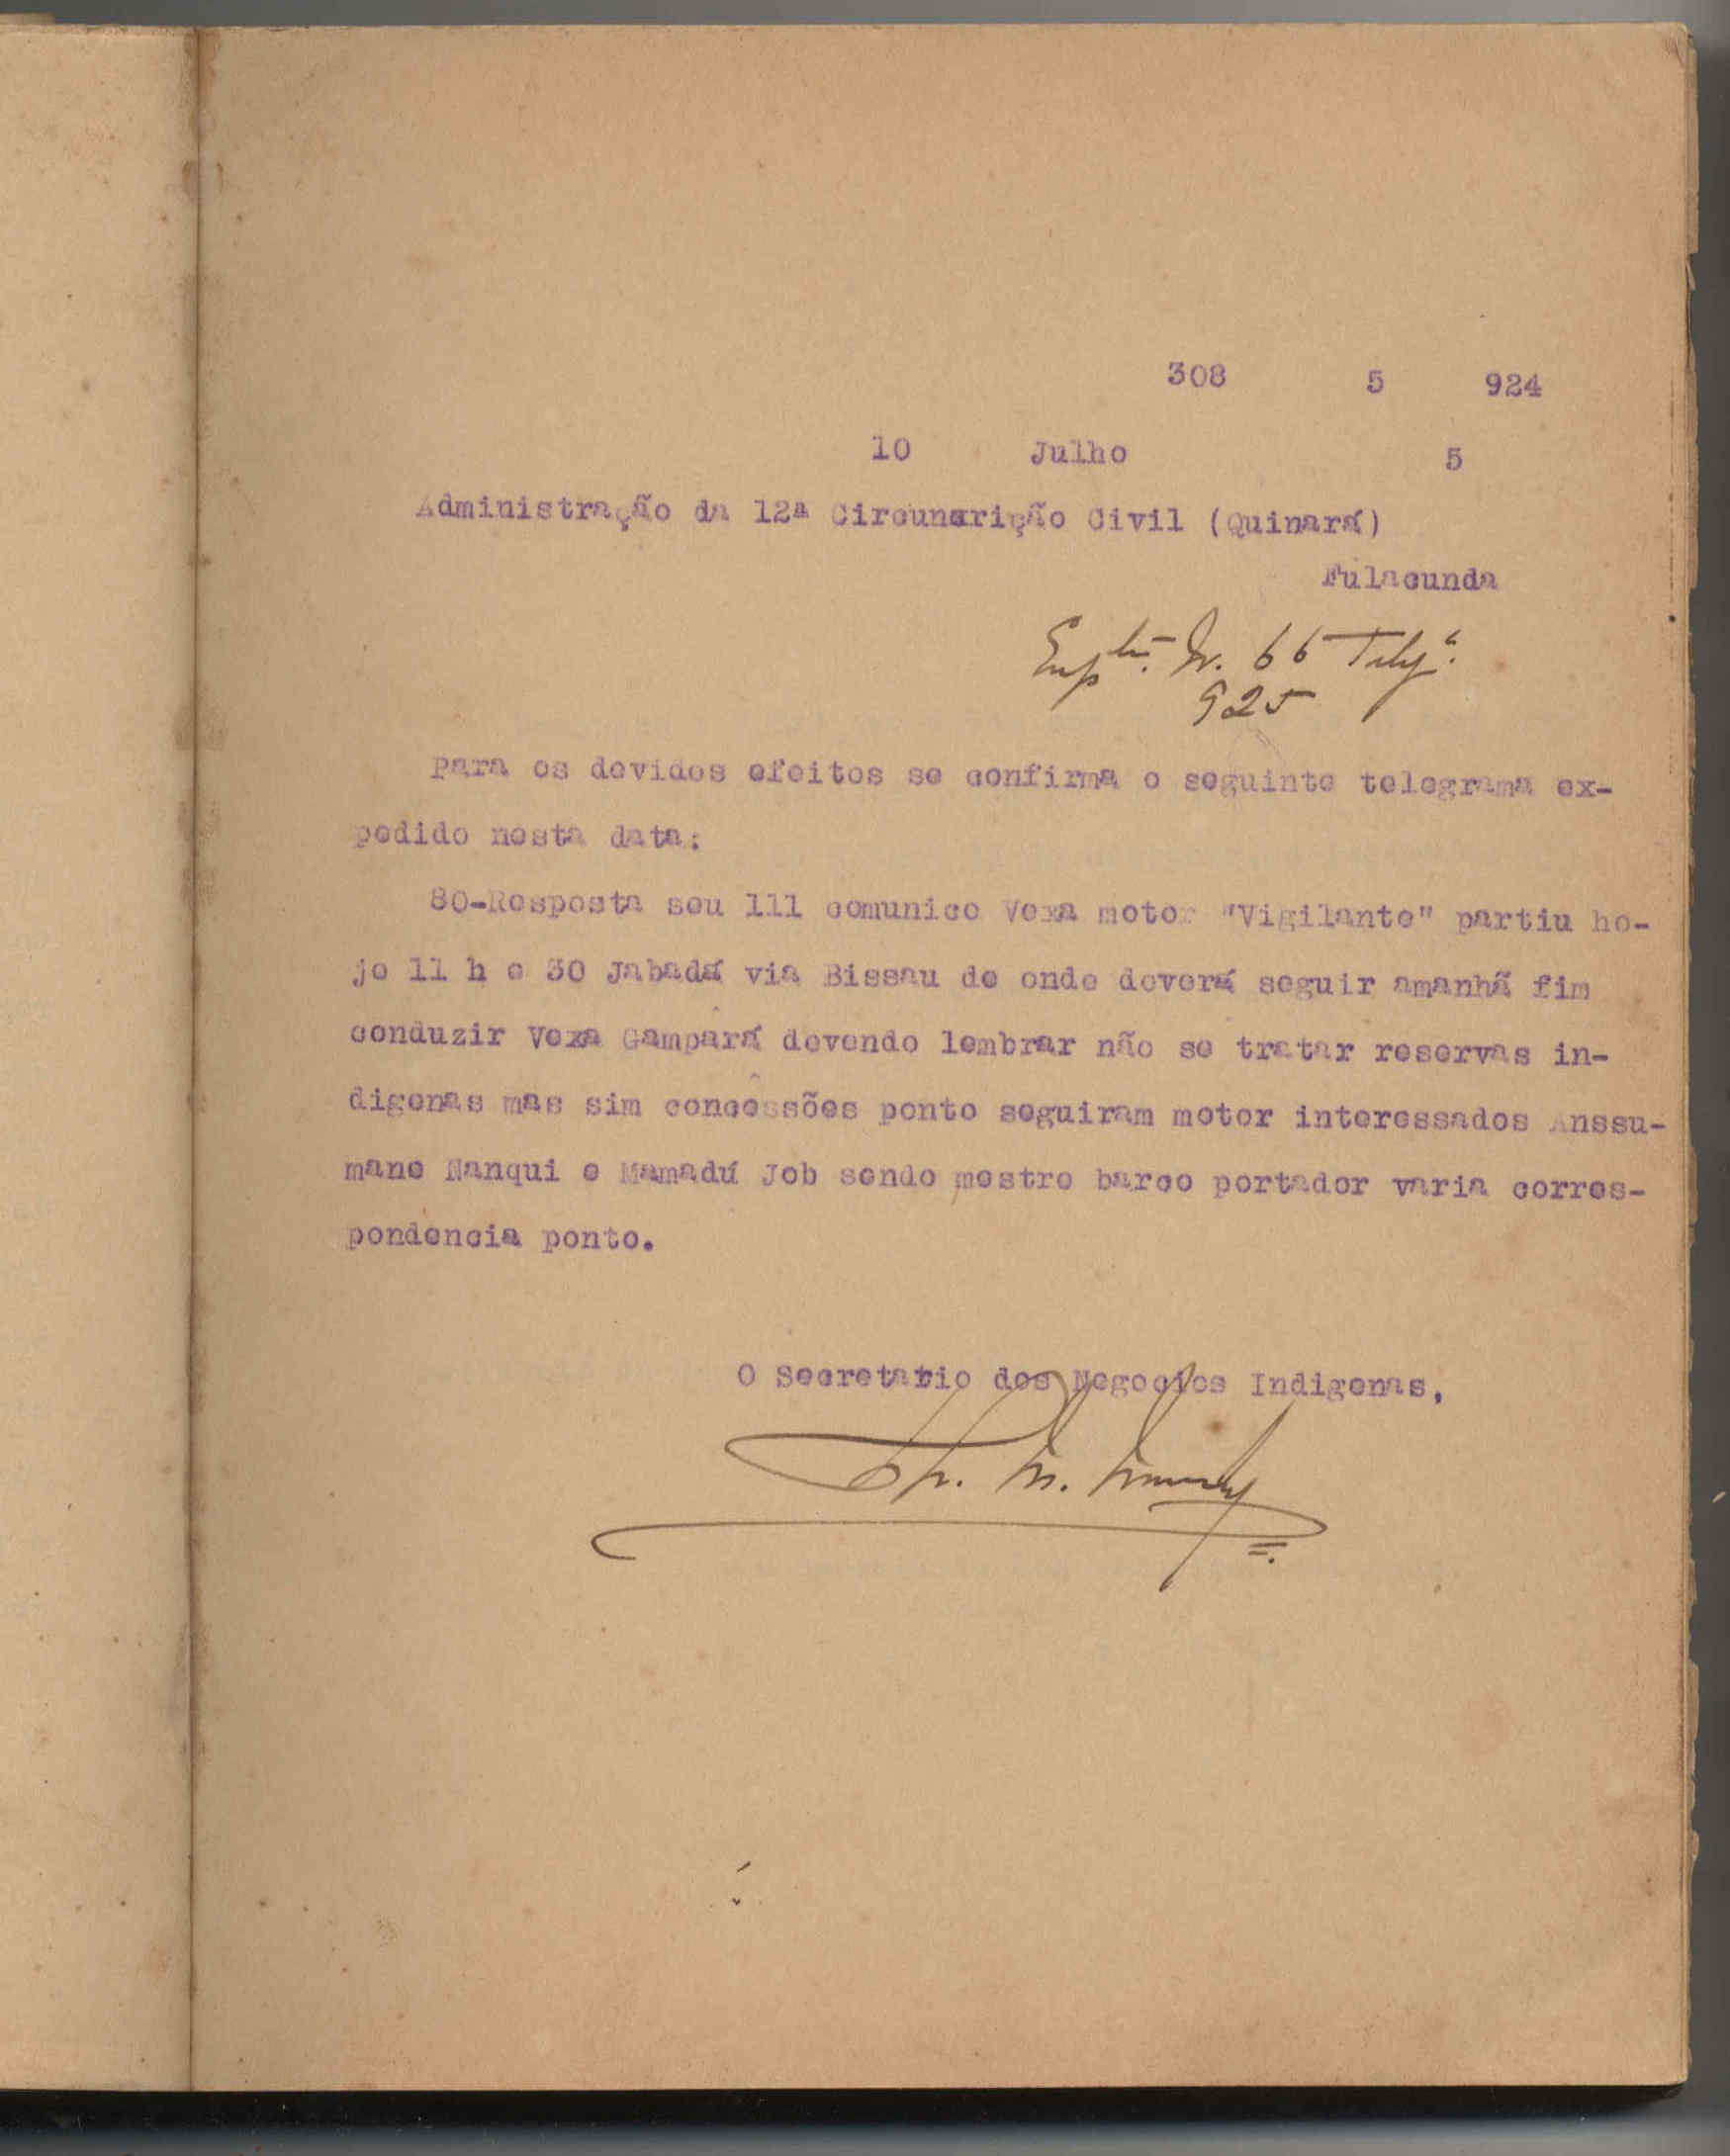 308 5 924
10 Julho 5
Administração da 12ª Circuncrição Civil (Quinará)
Fulacunda
N. 66
925
Para os devidos efeitos se confirma o seguinte telegrama ex-
pedido nesta data:
80-Resposta seu 111 comunico Vexa motor "Vigilante" partiu ho-
je 11 h e 30 Jabadá via Bissau de onde deverá seguir amanhã fim
conduzir Vexa Gampará devendo lembrar não se tratar reservas in-
digenas mas sim concessões ponto seguiram motor interessados Anssu-
mane Nanqui e Mamadú Job sendo mestre barco portador varia corres-
pondencia ponto.
O Secretario dos Negocios Indigenas,